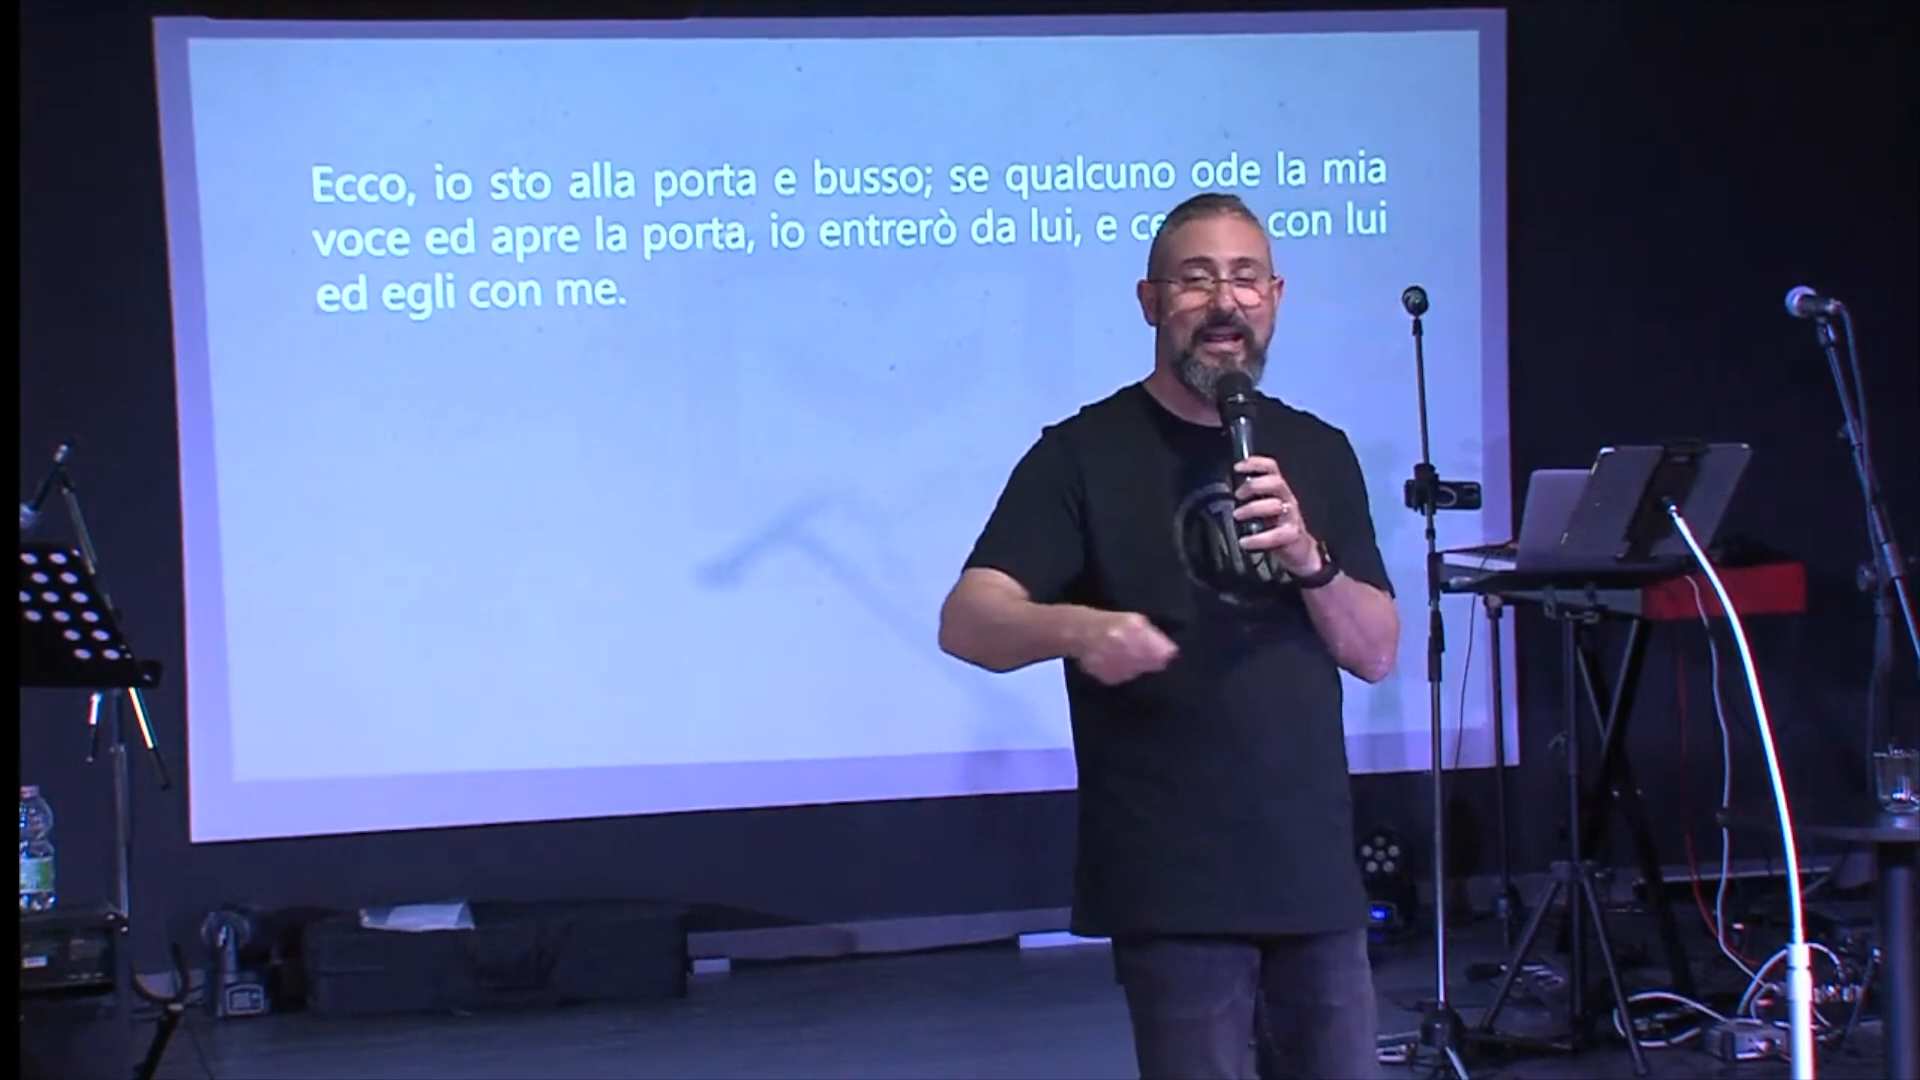 Ecco, io sto alla porta e busso; se qualcuno ode la mia
voce ed apre la porta, io entrerò da lui, e con lui
ed egli con me.